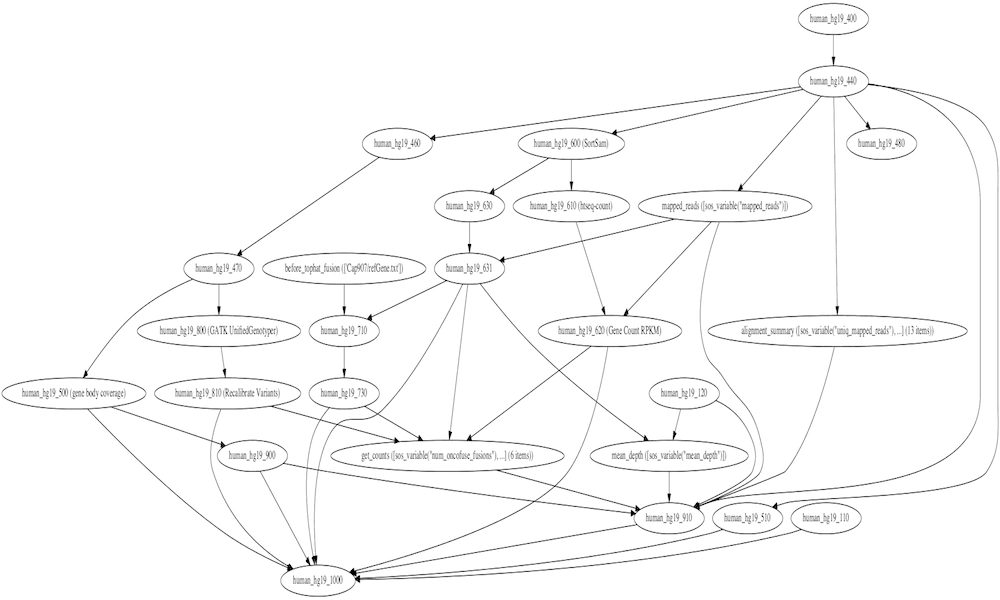 human_hg19_400
human_hg19_440
human_hg19_460
human_hg19_600 (SortSam)
human_hg19_480
human_hg19_630
human_hg19_610 (htseq-count)
mapped_reads ([sos_variable("mapped_reads")])
human_hg19_470
before_tophat_fusion (['Cap907/refGene.txt'])
human_hg19_631
human_hg19_800 (GATK UnifiedGenotyper)
human_hg19_710
human_hg19_620 (Gene Count RPKM)
alignment_summary ([sos_variable("uniq_mapped_reads"), ...] (13 items))
human_hg19_500 (gene body coverage)
human_hg19_810 (Recalibrate Variants)
human_hg19_730
human_hg19_120
human_hg19_900
get_counts ([sos_variable("num_oncofuse_fusions"), ...] (6 items))
mean_depth ([sos_variable("mean_depth")])
human_hg19_910
human_hg19_510
human_hg19_110
human_hg19_1000